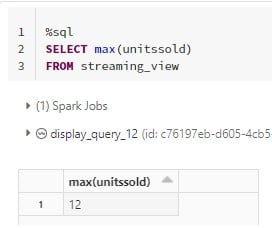 1 %sql
2 SELECT max(unitssold)
3 FROM streaming_view
(1) Spark Jobs
display_query_12 (id: c76197eb-d605-4cb5
max(unitssold)
1 12